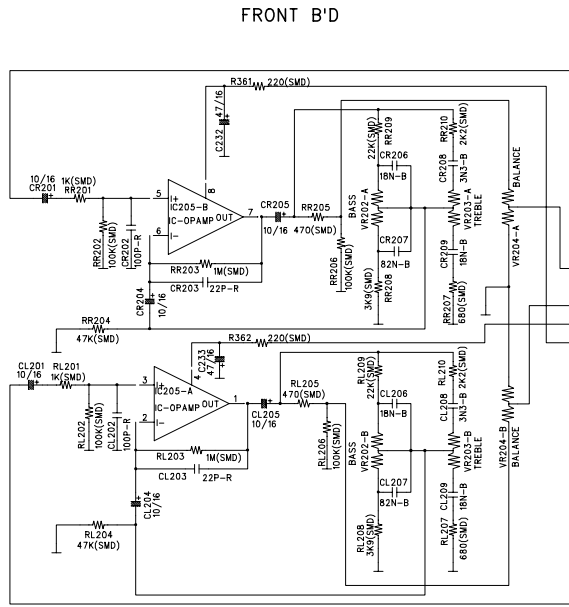 FRONT B'D
R361 220(SMD)
47/16
C232
10/16
CR201
1K(SMD)
RR201
RR202
100K(SMD)
CR202
100P-R
5
I+
8
IC205-B
IC-OPAMP
OUT
7
6
I-
CR205
10/16
RR205
470(SMD)
RR206
100K(SMD)
RR203
1M(SMD)
CR203
22P-R
CR204
10/16
RR204
47K(SMD)
22K(SMD)
RR209
CR206
18N-B
BASS
VR202-A
CR207
82N-B
3K9(SMD)
RR208
RR210
2K2(SMD)
CR208
3N3-B
VR203-A
TREBLE
CR209
18N-B
RR207
680(SMD)
BALANCE
VR204-A
R362
220(SMD)
C233
47/16
4
CL201
10/16
RL201
1K(SMD)
RL202
100K(SMD)
CL202
100P-R
3
I+
IC205-A
IC-OPAMP
OUT
1
2
I-
CL205
10/16
RL205
470(SMD)
RL206
100K(SMD)
RL203
1M(SMD)
CL203
22P-R
CL204
10/16
RL204
47K(SMD)
RL209
22K(SMD)
CL206
18N-B
BASS
VR202-B
CL207
82N-B
RL208
3K9(SMD)
RL210
2K2(SMD)
CL208
3N3-B
VR203-B
TREBLE
CL209
18N-B
RL207
680(SMD)
VR204-B
BALANCE